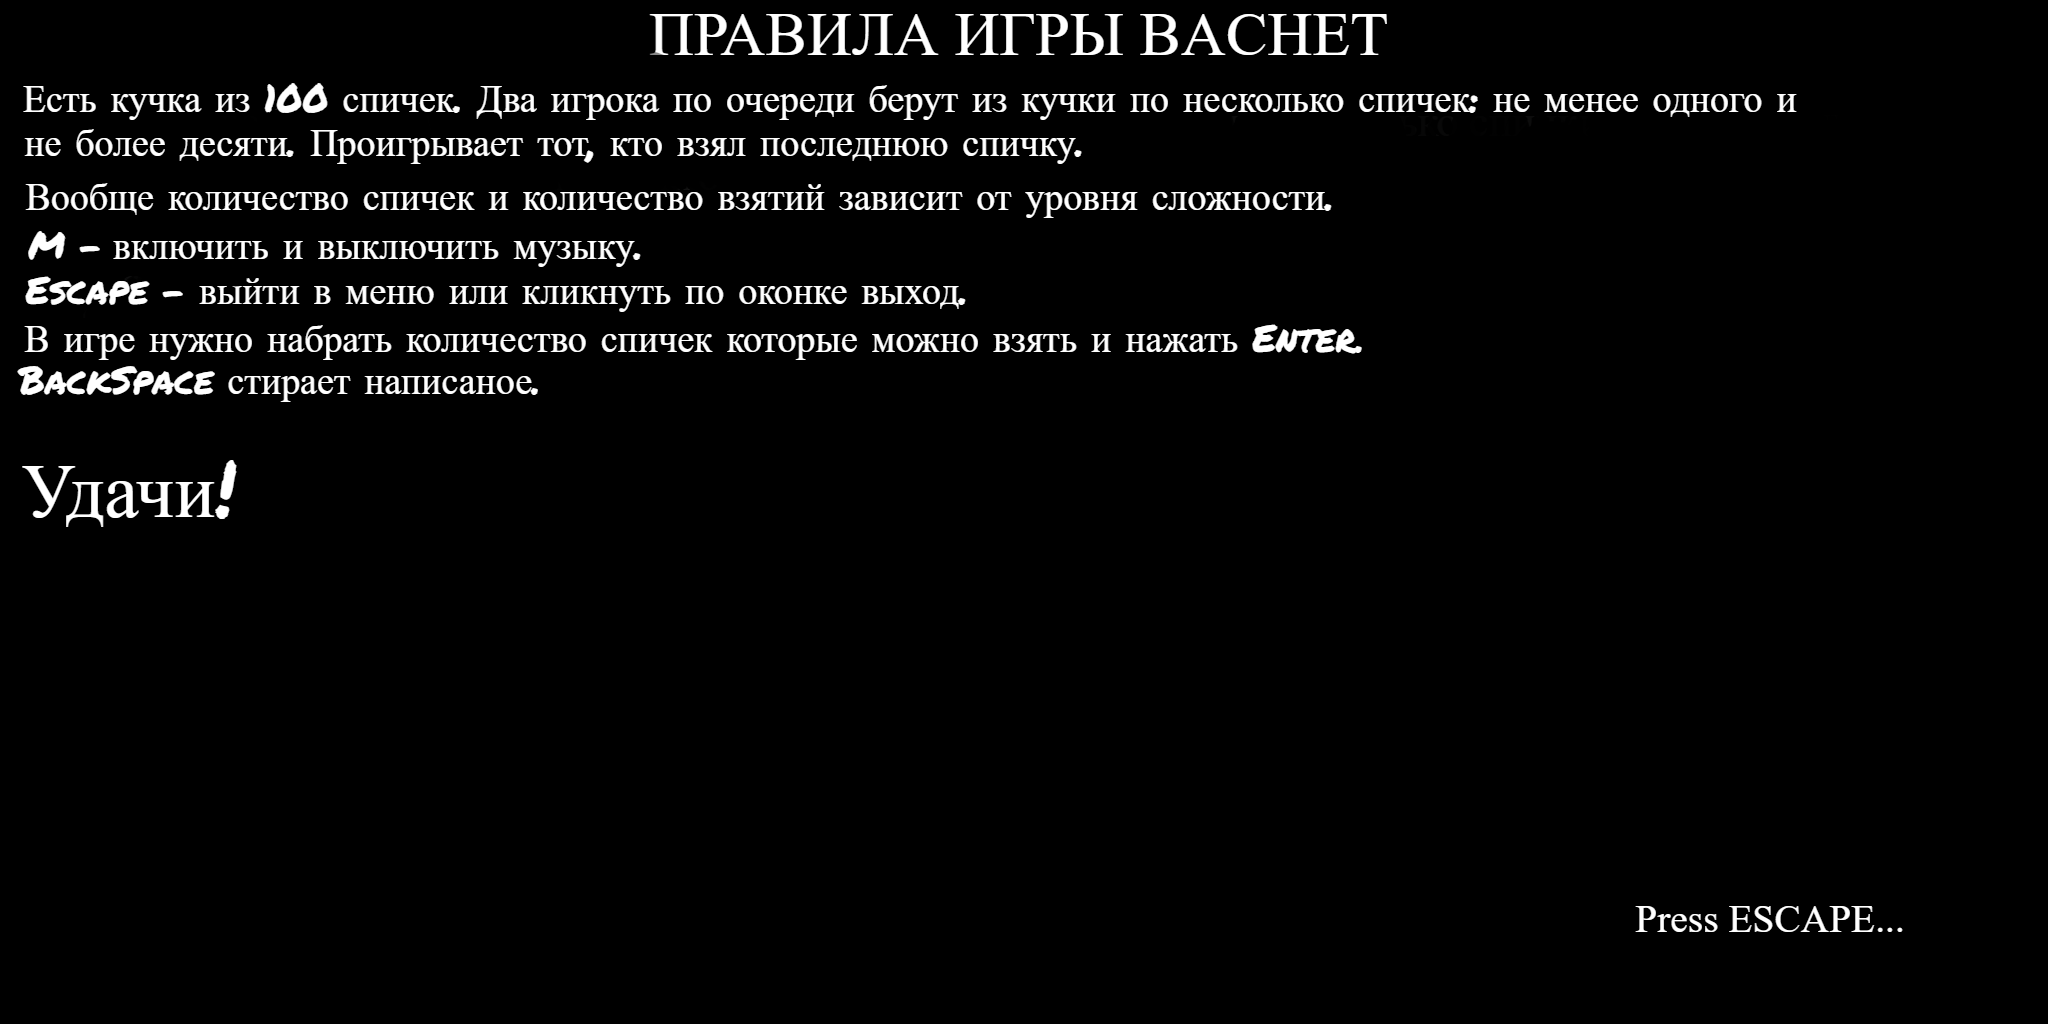 ПРАВИЛА ИГРЫ BACHET
Есть кучка из 100 спичек. Два игрока по очереди берут из кучки по несколько спичек: не менее одного и
не более десяти. Проигрывает тот, кто взял последнюю спичку.
Вообще количество спичек и количество взятий зависит от уровня сложности.
M - включить и выключить музыку.
Escape - выйти в меню или кликнуть по оконке выход.
В игре нужно набрать количество спичек которые можно взять и нажать Enter.
BackSpace стирает написаное.
Удачи!
Press ESCAPE...